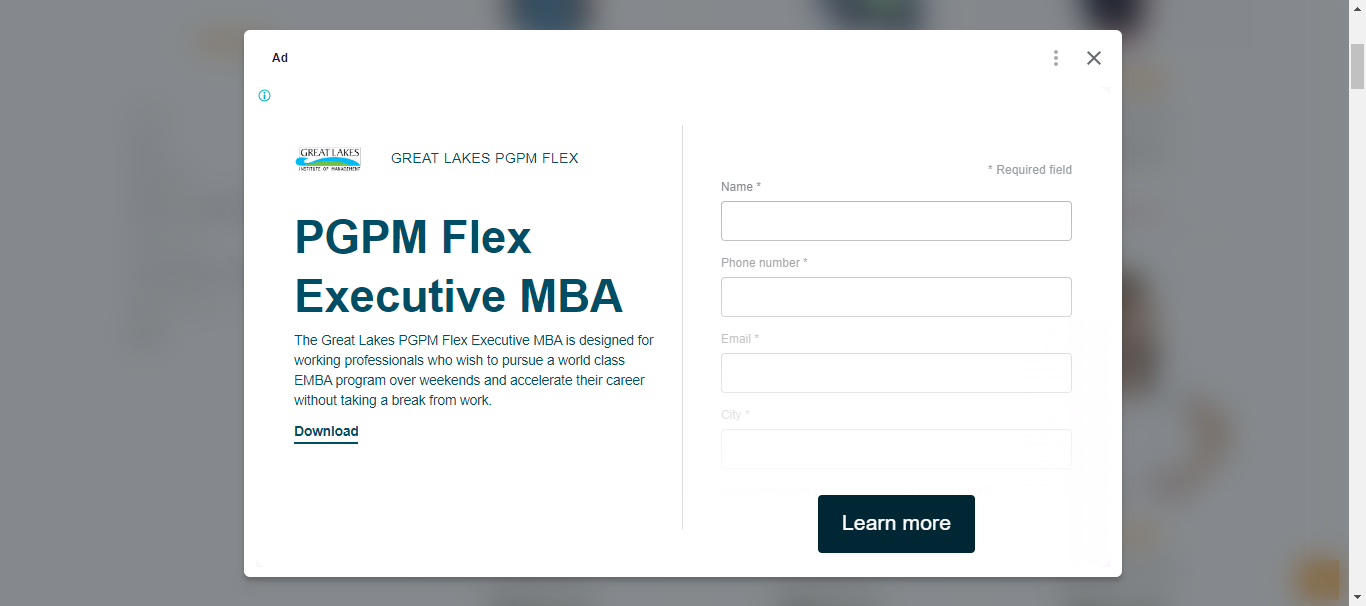 Ad
GREAT LAKES
INSTITUTE OF MANAGEMENT
GREAT LAKES PGPM FLEX
PGPM Flex
Executive MBA
The Great Lakes PGPM Flex Executive MBA is designed for
working professionals who wish to pursue a world class
EMBA program over weekends and accelerate their career
without taking a break from work.
Download
* Required field
Name *
Phone number *
Email *
City *
Learn more